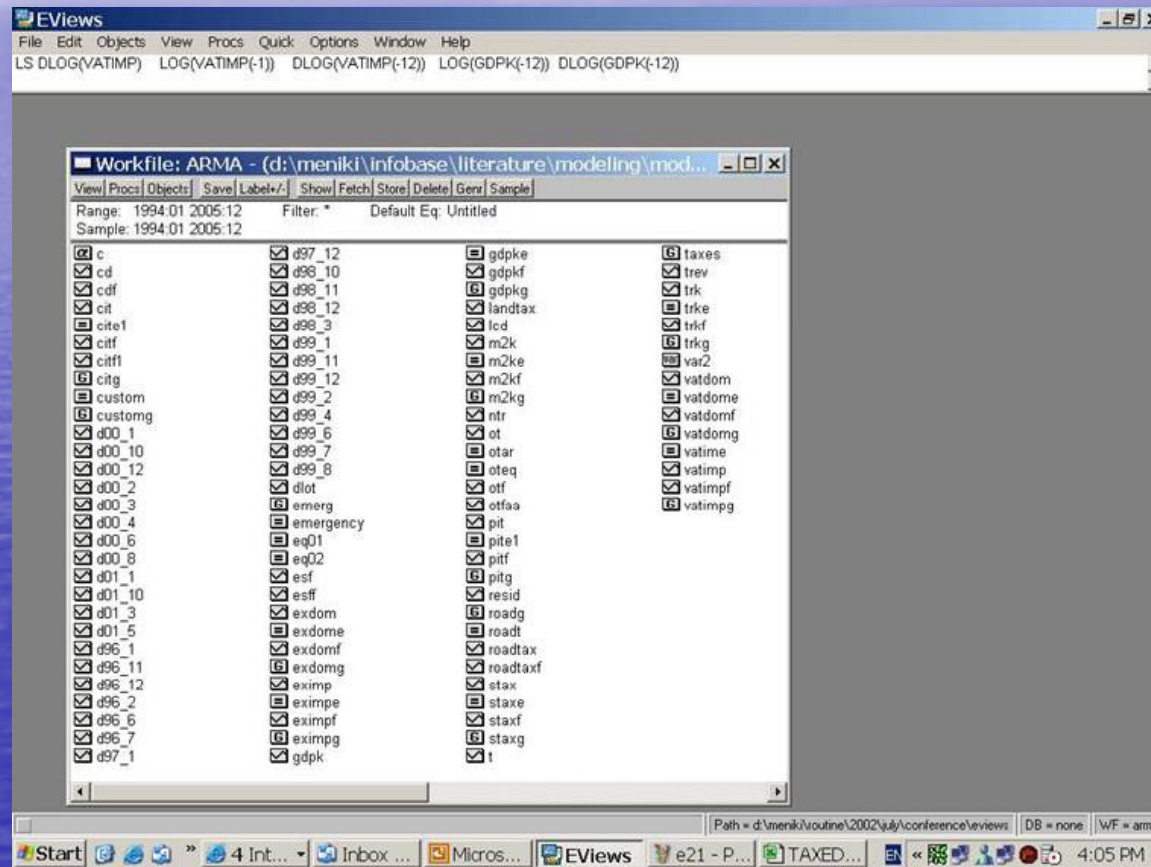 EViews
File Edit Objects View Procs Quick Options Window Help
LS DLOG(VATIMP) LOG(VATIMP(-1)) DLOG(VATIMP(-12)) LOG(GDPK(-12)) DLOG(GDPK(-12))
Workfile: ARMA - (d:\meniki\infobase\literature\modeling\mod...
View Procs Objects Save Label+/- Show Fetch Store Delete Genr Sample
Range: 1994:01 2005:12 Filter: * Default Eq: Untitled
Sample: 1994:01 2005:12
c
cd
cdf
cit
cite1
citf
citf1
citg
custom
customg
d00_1
d00_10
d00_12
d00_2
d00_3
d00_4
d00_6
d00_8
d01_1
d01_10
d01_3
d01_5
d96_1
d96_11
d96_12
d96_2
d96_6
d96_7
d97_1
d97_12
d98_10
d98_11
d98_12
d98_3
d99_1
d99_11
d99_12
d99_2
d99_4
d99_6
d99_7
d99_8
dlot
emerg
emergency
eq01
eq02
esf
esff
exdom
exdome
exdomf
exdomg
eximp
eximpe
eximpf
eximpg
gdpk
gdpke
gdpkf
gdpkg
landtax
lcd
m2k
m2ke
m2kf
m2kg
ntr
ot
otar
oteq
otf
otfaa
pit
pite1
pitf
pitg
resid
roadg
roadt
roadtax
roadtaxf
stax
staxe
staxf
staxg
t
taxes
trev
trk
trke
trkf
trkg
var2
vatdom
vatdome
vatdomf
vatdomg
vatime
vatimp
vatimpf
vatimpg
Path = d:\meniki\routine\2002\july\conference\eviews DB = none WF = arm
Start 4 Int... Inbox ... Micros... EViews e21 - P... TAXED... EN 4:05 PM